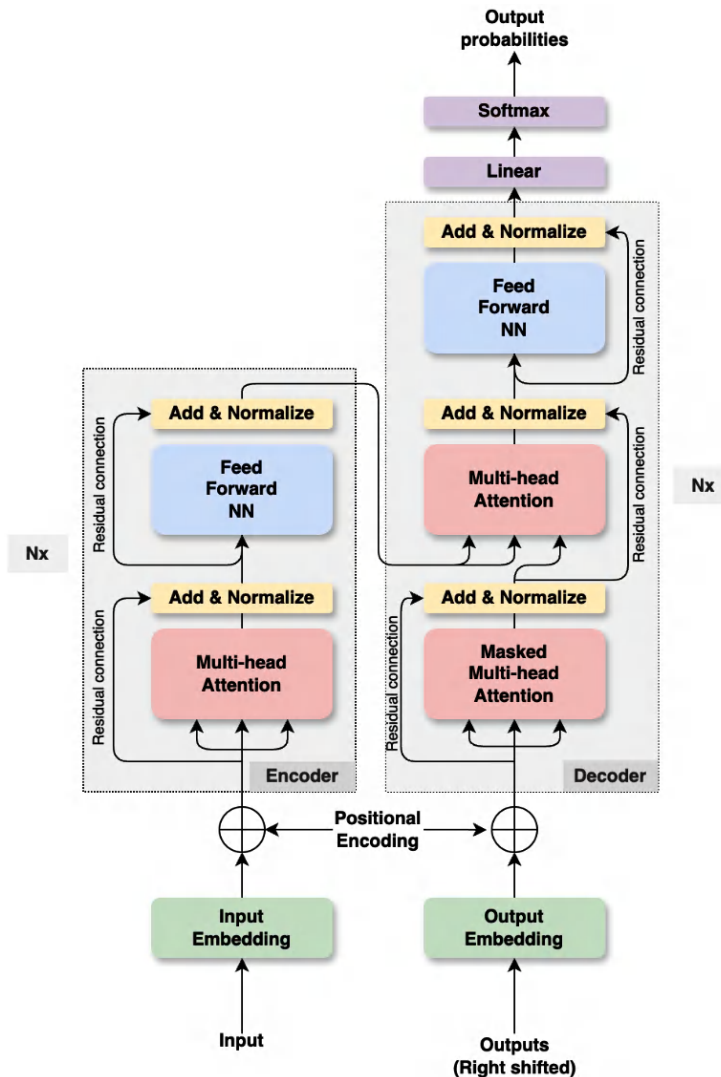 Output
probabilities
Softmax
Linear
Add & Normalize
Feed
Forward
NN
Residual connection
Add & Normalize
Multi-head
Attention
Residual connection
Nx
Add & Normalize
Masked
Multi-head
Attention
Residual connection
Decoder
Add & Normalize
Feed
Forward
NN
Residual connection
Nx
Add & Normalize
Multi-head
Attention
Residual connection
Encoder
Positional
Encoding
Input
Embedding
Output
Embedding
Input
Outputs
(Right shifted)